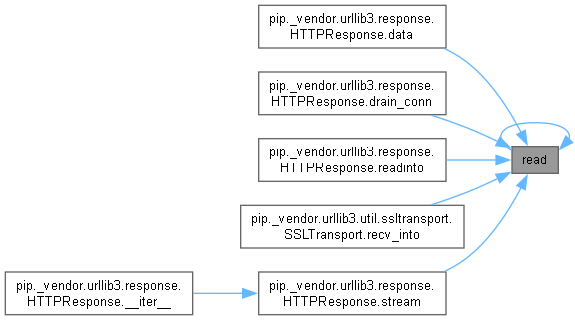 pip._vendor.urllib3.response.
HTTPResponse.data
pip._vendor.urllib3.response.
HTTPResponse.drain_conn
pip._vendor.urllib3.response.
HTTPResponse.readinto
read
pip._vendor.urllib3.util.ssltransport.
SSLTransport.recv_into
pip._vendor.urllib3.response.
HTTPResponse.__iter__
pip._vendor.urllib3.response.
HTTPResponse.stream